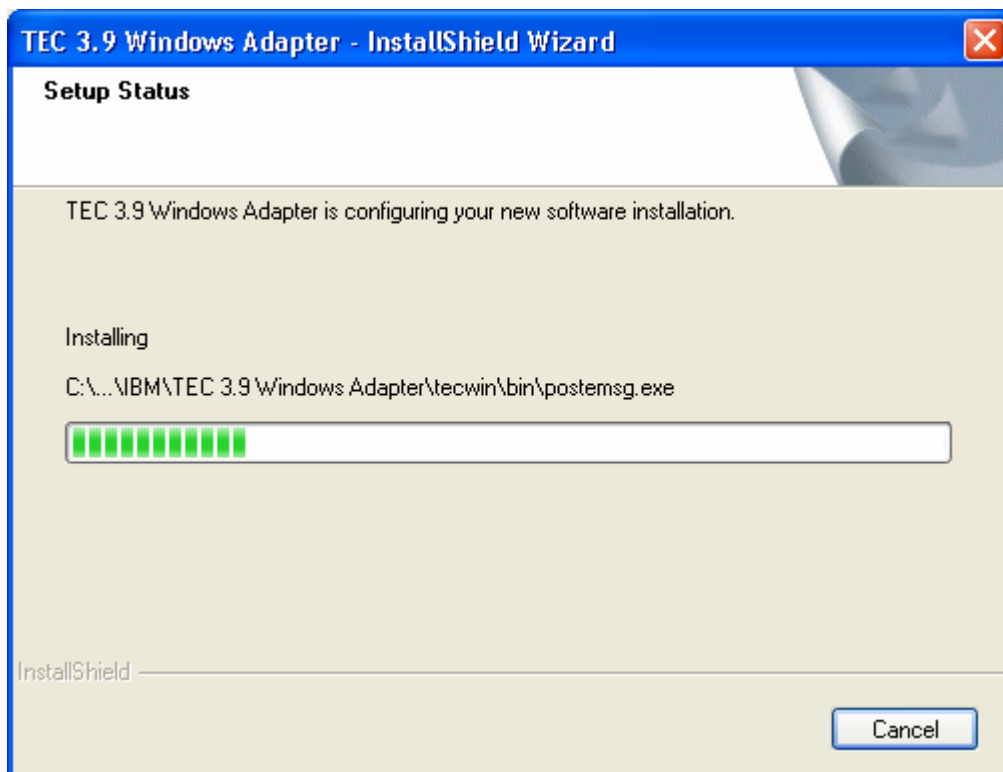 TEC 3.9 Windows Adapter - InstallShield Wizard
Setup Status
TEC 3.9 Windows Adapter is configuring your new software installation.
Installing
C:\...\IBM\TEC 3.9 Windows Adapter\tecwin\bin\postemsg.exe
InstallShield
Cancel